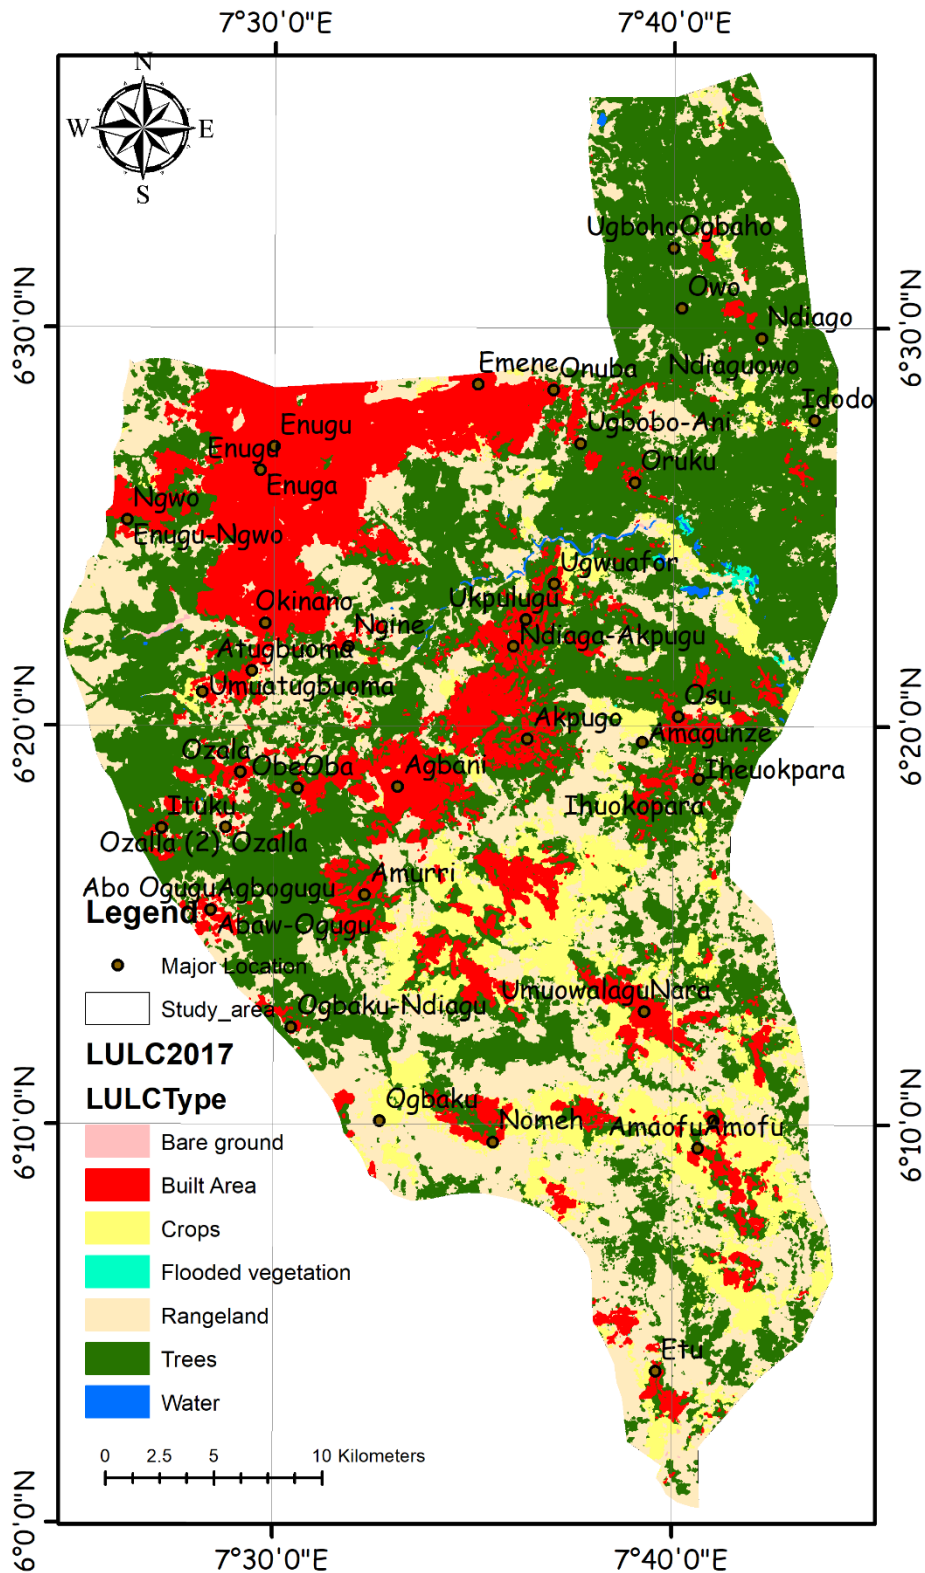 7°30'0"E
7°40'0"E
N
W
E
S
UgbohoOgbaho
Owo
6°30'0"N
6°30'0"N
Ndiago
Emene
Onuba
Ndiaguowo
Idodo
Enugu
Enugu
Ugbobo-Ani
Oruku
Enuga
Ngwo
Enugu-Ngwo
Ugwuafor
Okinano
Ukpulugu
Ngine
Ndiaga-Akpugu
Atugbuoma
Umuatugbuoma
Osu
6°20'0"N
6°20'0"N
Akpugo
Amagunze
Ozala
ObeOba
Agbani
Iheuokpara
Ituku
Ihuokopara
Ozalla (2)
Ozalla
Amurri
Abo OguguAgbogugu
Legend
Abaw-Ogugu
Major Location
UmuowalaguNara
Study_area
Ogbaku-Ndiagu
LULC2017
LULCType
Ogbaku
Nomeh
AmaofuAmofu
6°10'0"N
6°10'0"N
Bare ground
Built Area
Crops
Flooded vegetation
Rangeland
Trees
Etu
Water
0 2.5 5 10 Kilometers
6°0'0"N
7°30'0"E
7°40'0"E